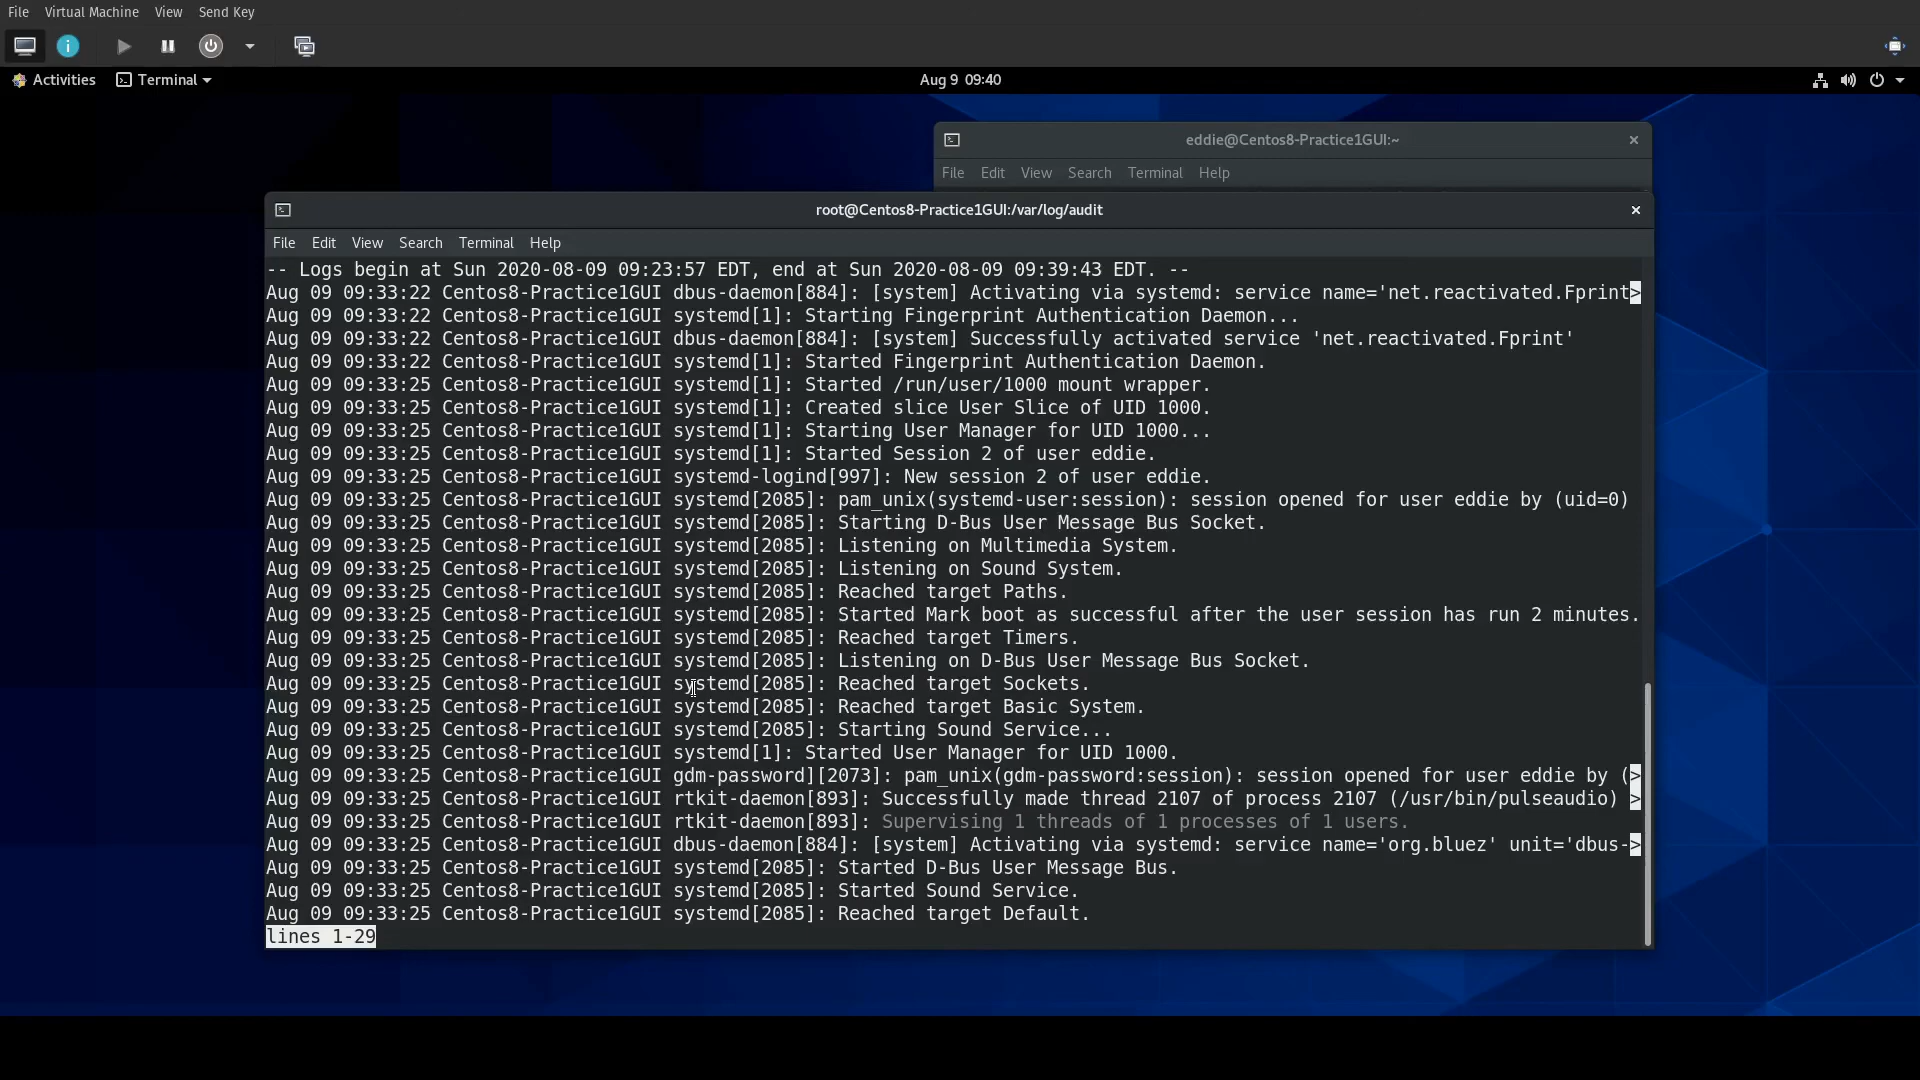 File Virtual Machine View Send Key
Activities Terminal Aug 9 09:40
eddie@Centos8-Practice1GUI:~
File Edit View Search Terminal Help
root@Centos8-Practice1GUI:/var/log/audit
File Edit View Search Terminal Help
-- Logs begin at Sun 2020-08-09 09:23:57 EDT, end at Sun 2020-08-09 09:39:43 EDT. --
Aug 09 09:33:22 Centos8-Practice1GUI dbus-daemon[884]: [system] Activating via systemd: service name='net.reactivated.Fprint>
Aug 09 09:33:22 Centos8-Practice1GUI systemd[1]: Starting Fingerprint Authentication Daemon...
Aug 09 09:33:22 Centos8-Practice1GUI dbus-daemon[884]: [system] Successfully activated service 'net.reactivated.Fprint'
Aug 09 09:33:22 Centos8-Practice1GUI systemd[1]: Started Fingerprint Authentication Daemon.
Aug 09 09:33:25 Centos8-Practice1GUI systemd[1]: Started /run/user/1000 mount wrapper.
Aug 09 09:33:25 Centos8-Practice1GUI systemd[1]: Created slice User Slice of UID 1000.
Aug 09 09:33:25 Centos8-Practice1GUI systemd[1]: Starting User Manager for UID 1000...
Aug 09 09:33:25 Centos8-Practice1GUI systemd[1]: Started Session 2 of user eddie.
Aug 09 09:33:25 Centos8-Practice1GUI systemd-logind[997]: New session 2 of user eddie.
Aug 09 09:33:25 Centos8-Practice1GUI systemd[2085]: pam_unix(systemd-user:session): session opened for user eddie by (uid=0)
Aug 09 09:33:25 Centos8-Practice1GUI systemd[2085]: Starting D-Bus User Message Bus Socket.
Aug 09 09:33:25 Centos8-Practice1GUI systemd[2085]: Listening on Multimedia System.
Aug 09 09:33:25 Centos8-Practice1GUI systemd[2085]: Listening on Sound System.
Aug 09 09:33:25 Centos8-Practice1GUI systemd[2085]: Reached target Paths.
Aug 09 09:33:25 Centos8-Practice1GUI systemd[2085]: Started Mark boot as successful after the user session has run 2 minutes.
Aug 09 09:33:25 Centos8-Practice1GUI systemd[2085]: Reached target Timers.
Aug 09 09:33:25 Centos8-Practice1GUI systemd[2085]: Listening on D-Bus User Message Bus Socket.
Aug 09 09:33:25 Centos8-Practice1GUI systemd[2085]: Reached target Sockets.
Aug 09 09:33:25 Centos8-Practice1GUI systemd[2085]: Reached target Basic System.
Aug 09 09:33:25 Centos8-Practice1GUI systemd[2085]: Starting Sound Service...
Aug 09 09:33:25 Centos8-Practice1GUI systemd[1]: Started User Manager for UID 1000.
Aug 09 09:33:25 Centos8-Practice1GUI gdm-password][2073]: pam_unix(gdm-password:session): session opened for user eddie by (>
Aug 09 09:33:25 Centos8-Practice1GUI rtkit-daemon[893]: Successfully made thread 2107 of process 2107 (/usr/bin/pulseaudio) >
Aug 09 09:33:25 Centos8-Practice1GUI rtkit-daemon[893]: Supervising 1 threads of 1 processes of 1 users.
Aug 09 09:33:25 Centos8-Practice1GUI dbus-daemon[884]: [system] Activating via systemd: service name='org.bluez' unit='dbus->
Aug 09 09:33:25 Centos8-Practice1GUI systemd[2085]: Started D-Bus User Message Bus.
Aug 09 09:33:25 Centos8-Practice1GUI systemd[2085]: Started Sound Service.
Aug 09 09:33:25 Centos8-Practice1GUI systemd[2085]: Reached target Default.
lines 1-29